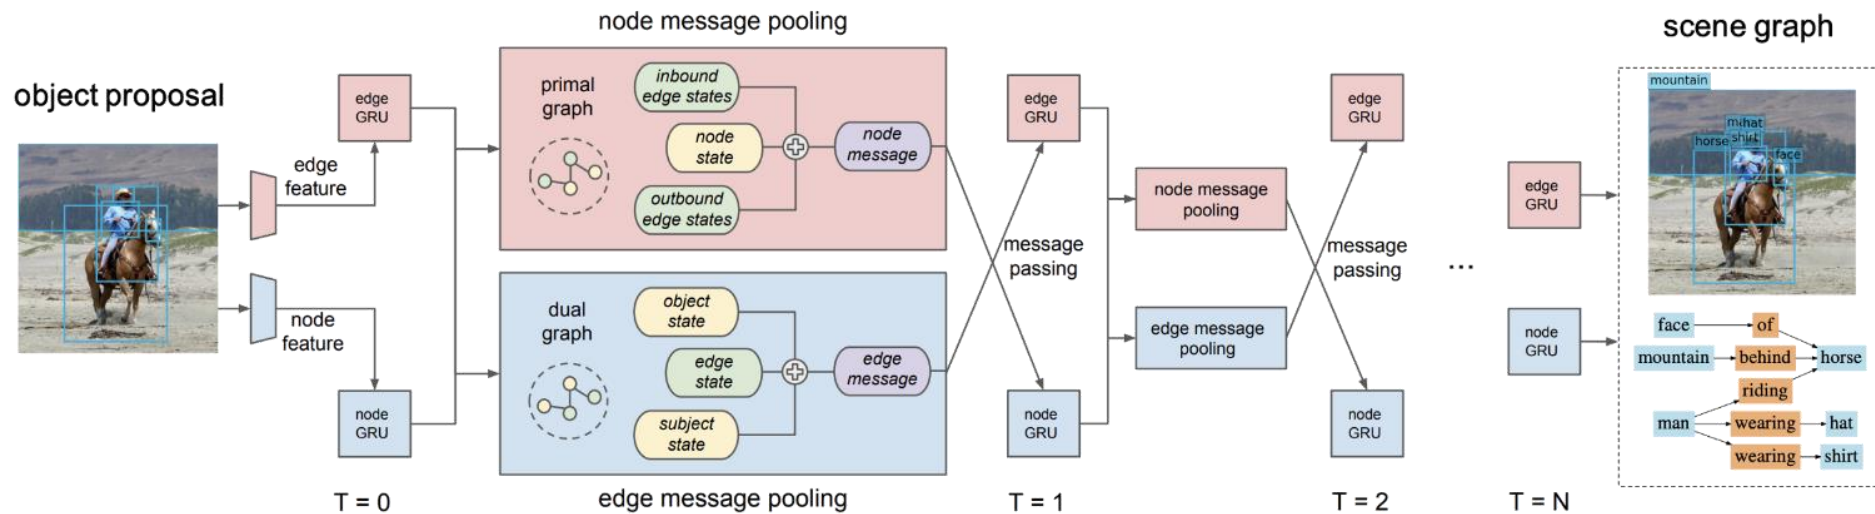 object proposal
edge
feature
node
feature
edge
GRU
node
GRU
T = 0
node message pooling
primal
graph
inbound
edge states
node
state
outbound
edge states
node
message
dual
graph
object
state
edge
state
subject
state
edge
message
edge message pooling
message
passing
edge
GRU
node
GRU
T = 1
node message
pooling
edge message
pooling
message
passing
edge
GRU
node
GRU
T = 2
...
edge
GRU
node
GRU
T = N
scene graph
mountain
hat
shirt
horse
face
face
of
mountain
behind
horse
riding
man
wearing
hat
wearing
shirt